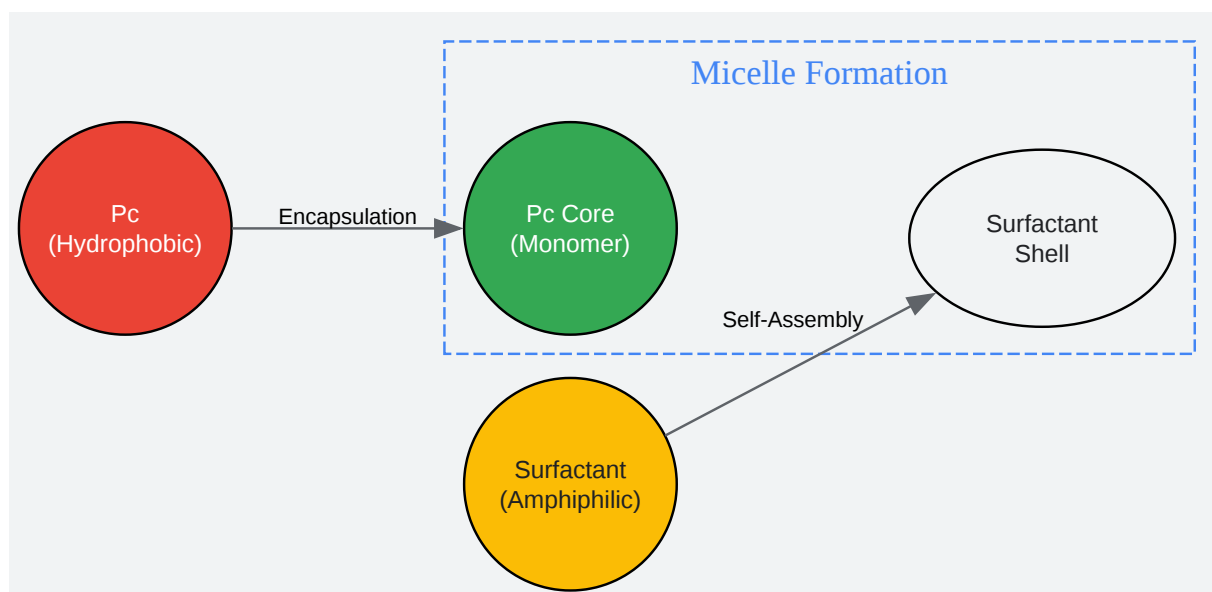 Micelle Formation
Pc
(Hydrophobic)
Encapsulation
Pc Core
(Monomer)
Surfactant
Shell
Self-Assembly
Surfactant
(Amphiphilic)